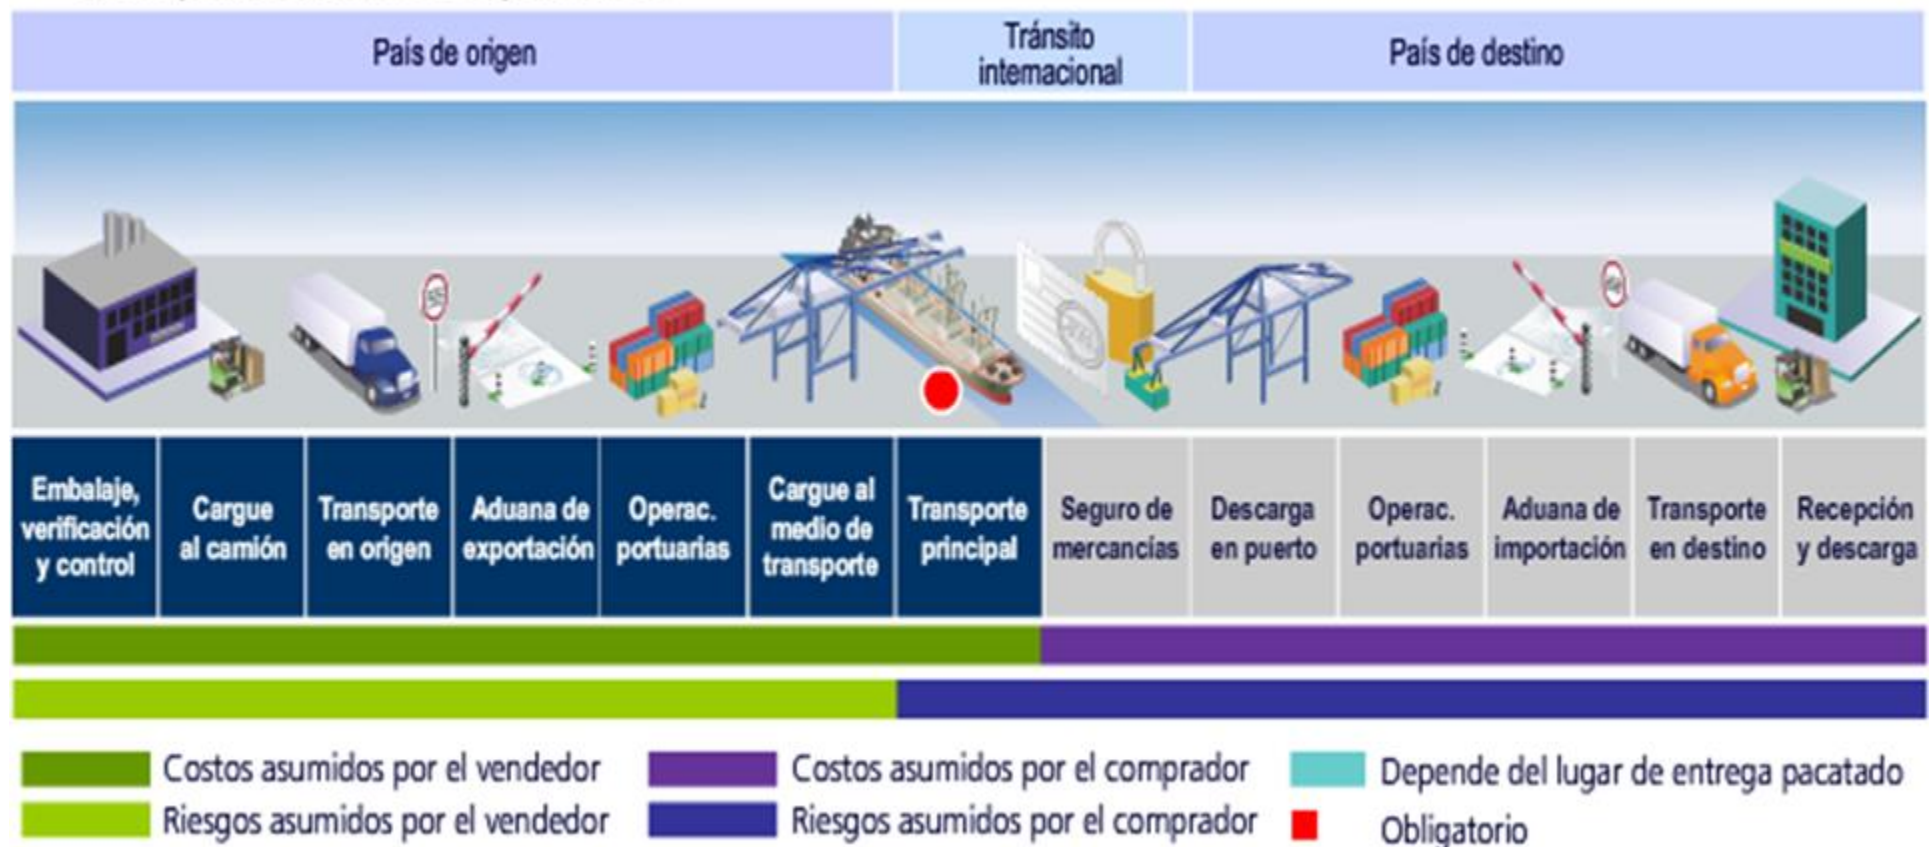 País de origen
Tránsito
internacional
País de destino
Embalaje,
verificación
y control
Cargue
al camión
Transporte
en origen
Aduana de
exportación
Operac.
portuarias
Cargue al
medio de
transporte
Transporte
principal
Seguro de
mercancías
Descarga
en puerto
Operac.
portuarias
Aduana de
importación
Transporte
en destino
Recepción
y descarga
Costos asumidos por el vendedor
Costos asumidos por el comprador
Depende del lugar de entrega pacatado
Riesgos asumidos por el vendedor
Riesgos asumidos por el comprador
Obligatorio